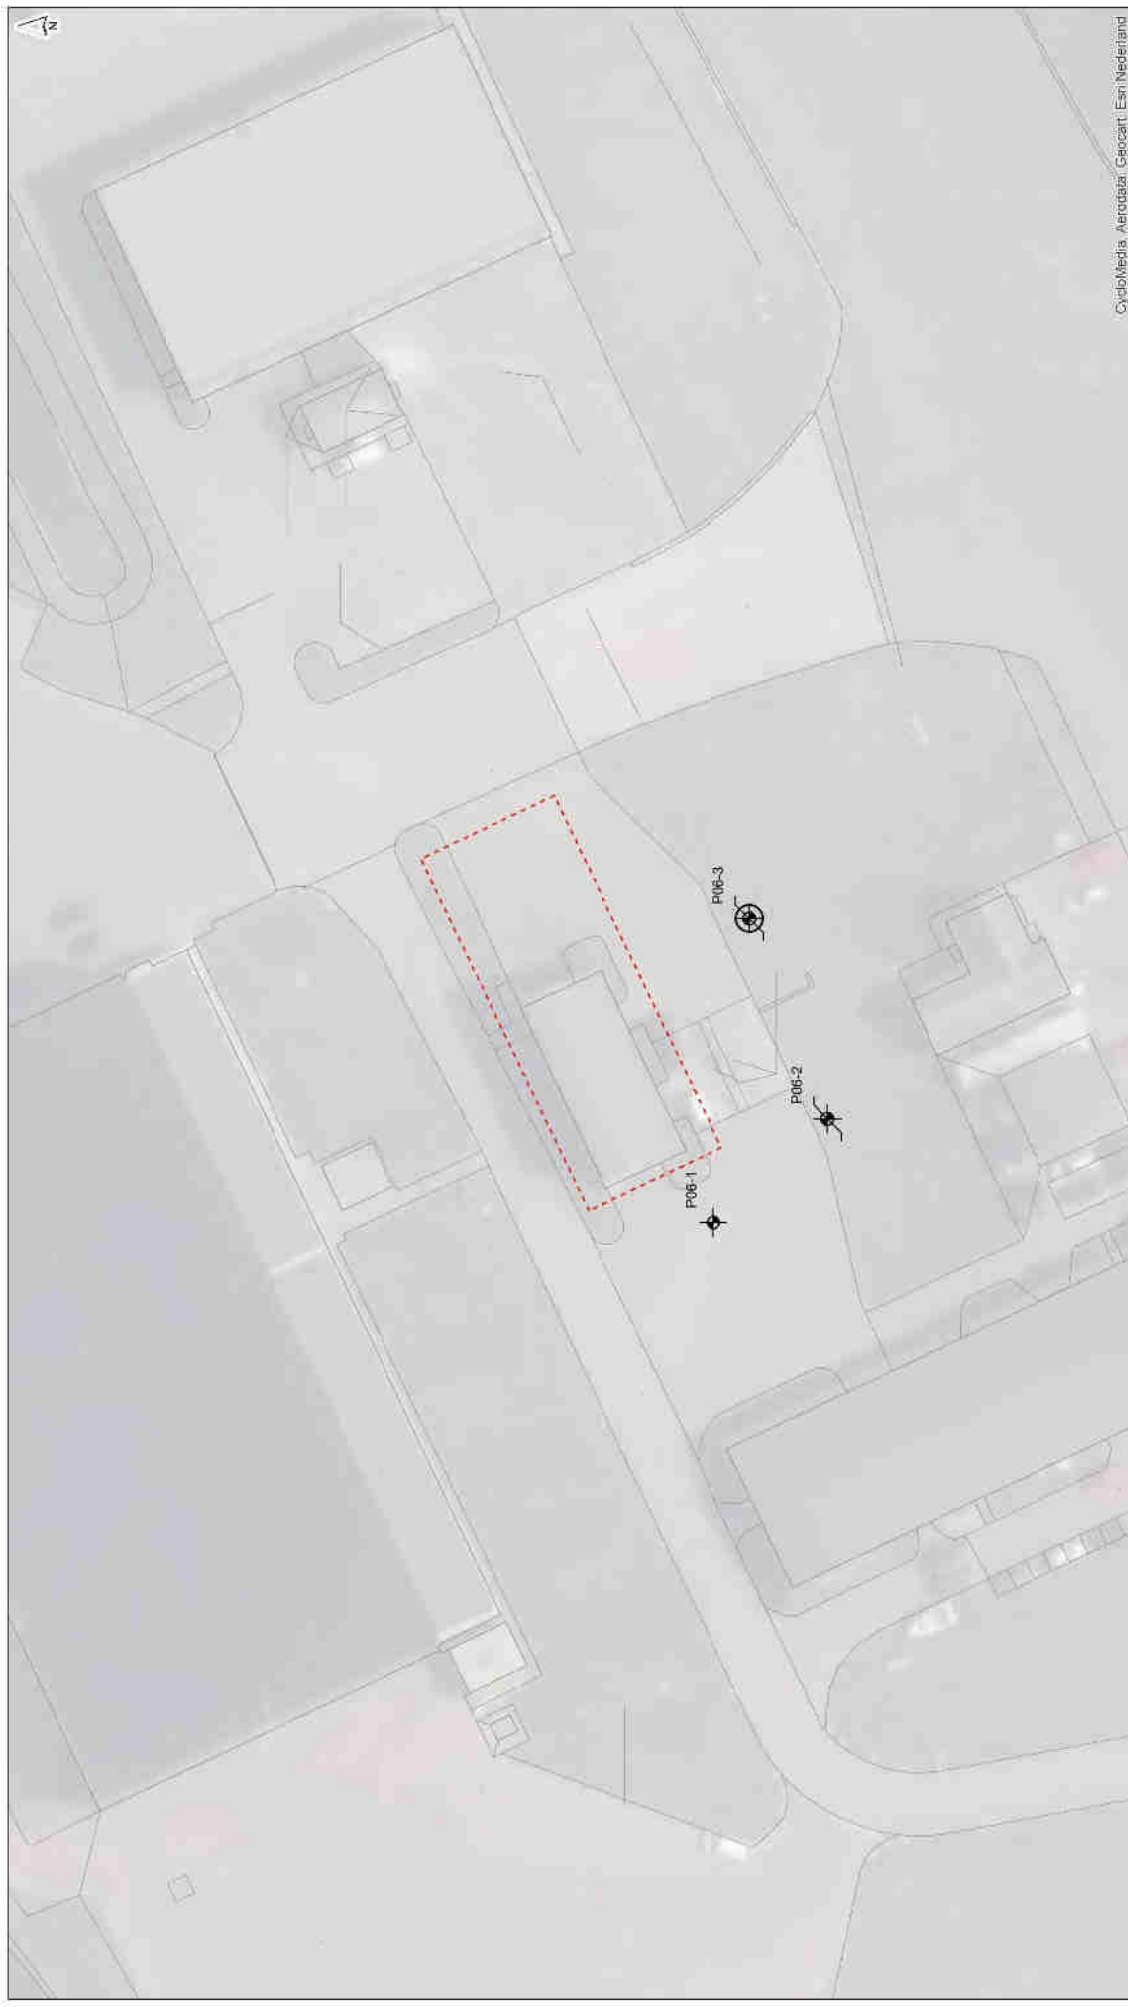 N
CycloMedia, Aerodata, Geocart, Esri Nederland
P06-3
P06-2
P06-1